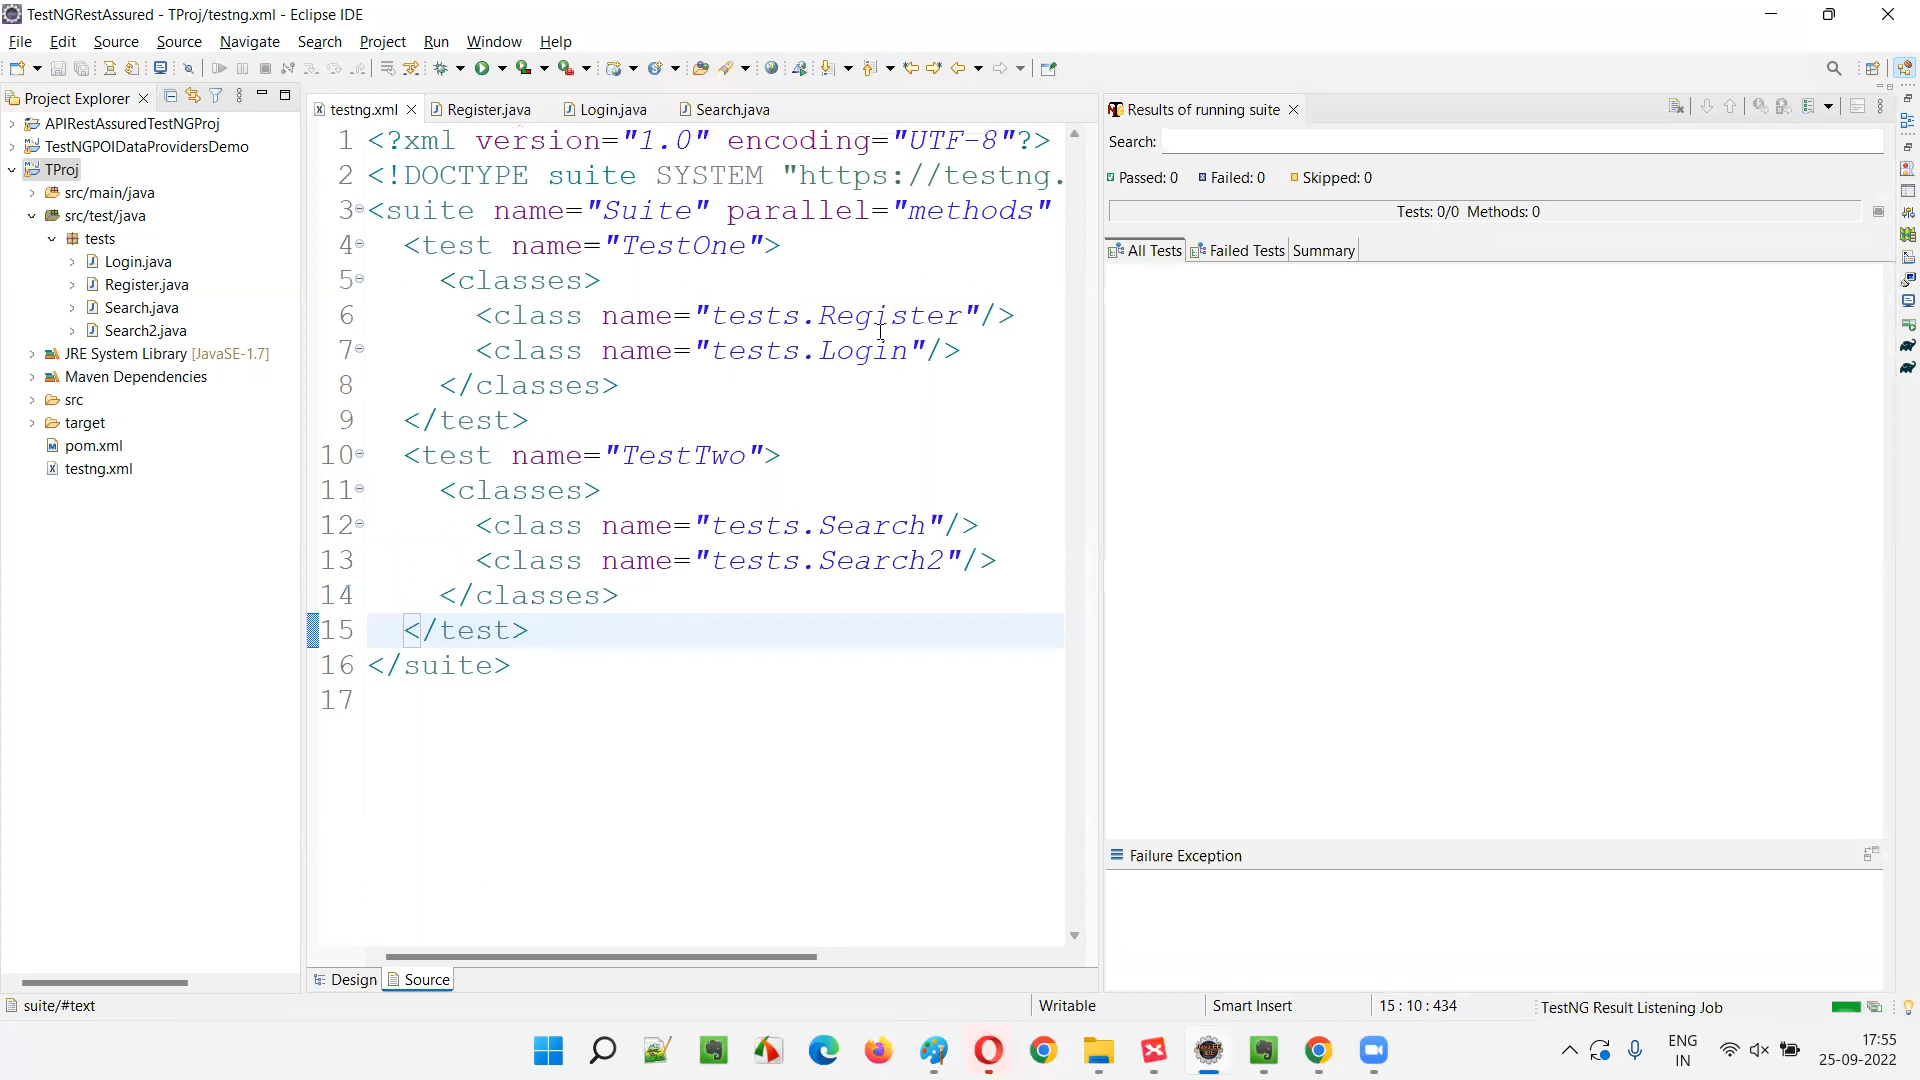 TestNGRestAssured - TProj/testng.xml - Eclipse IDE
File Edit Source Source Navigate Search Project Run Window Help
Project Explorer
APIRestAssuredTestNGProj
TestNGPOIDataProvidersDemo
TProj
src/main/java
src/test/java
tests
Login.java
Register.java
Search.java
Search2.java
JRE System Library [JavaSE-1.7]
Maven Dependencies
src
target
pom.xml
testng.xml
testng.xml Register.java Login.java Search.java
1 <?xml version="1.0" encoding="UTF-8"?>
2 <!DOCTYPE suite SYSTEM "https://testng.
3 <suite name="Suite" parallel="methods"
4 <test name="TestOne">
5 <classes>
6 <class name="tests.Register"/>
7 <class name="tests.Login"/>
8 </classes>
9 </test>
10 <test name="TestTwo">
11 <classes>
12 <class name="tests.Search"/>
13 <class name="tests.Search2"/>
14 </classes>
15 </test>
16 </suite>
17
Design Source
Results of running suite
Search:
Passed: 0 Failed: 0 Skipped: 0
Tests: 0/0 Methods: 0
All Tests Failed Tests Summary
Failure Exception
suite/#text Writable Smart Insert 15 : 10 : 434 TestNG Result Listening Job
ENG
IN
17:55
25-09-2022